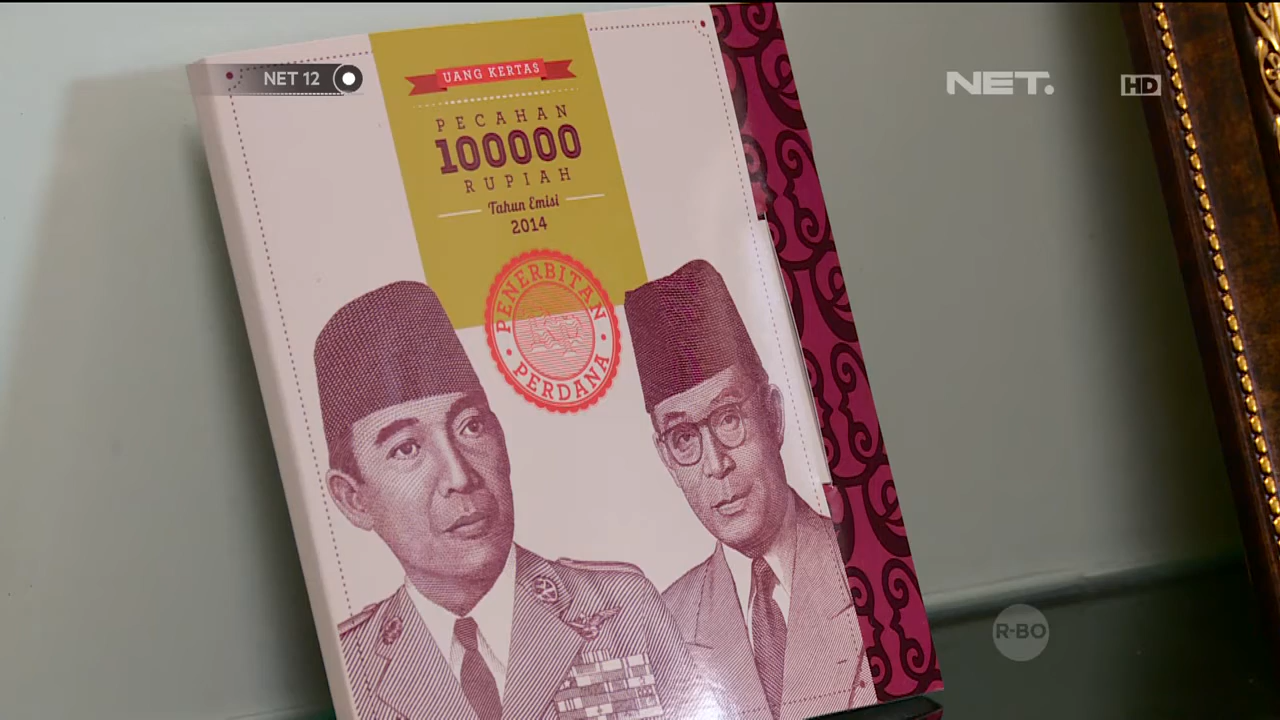 NET 12
NET.
HD
UANG KERTAS
PECAHAN
100000
RUPIAH
Tahun Emisi
2014
PENERBITAN
PERDANA
R-BO